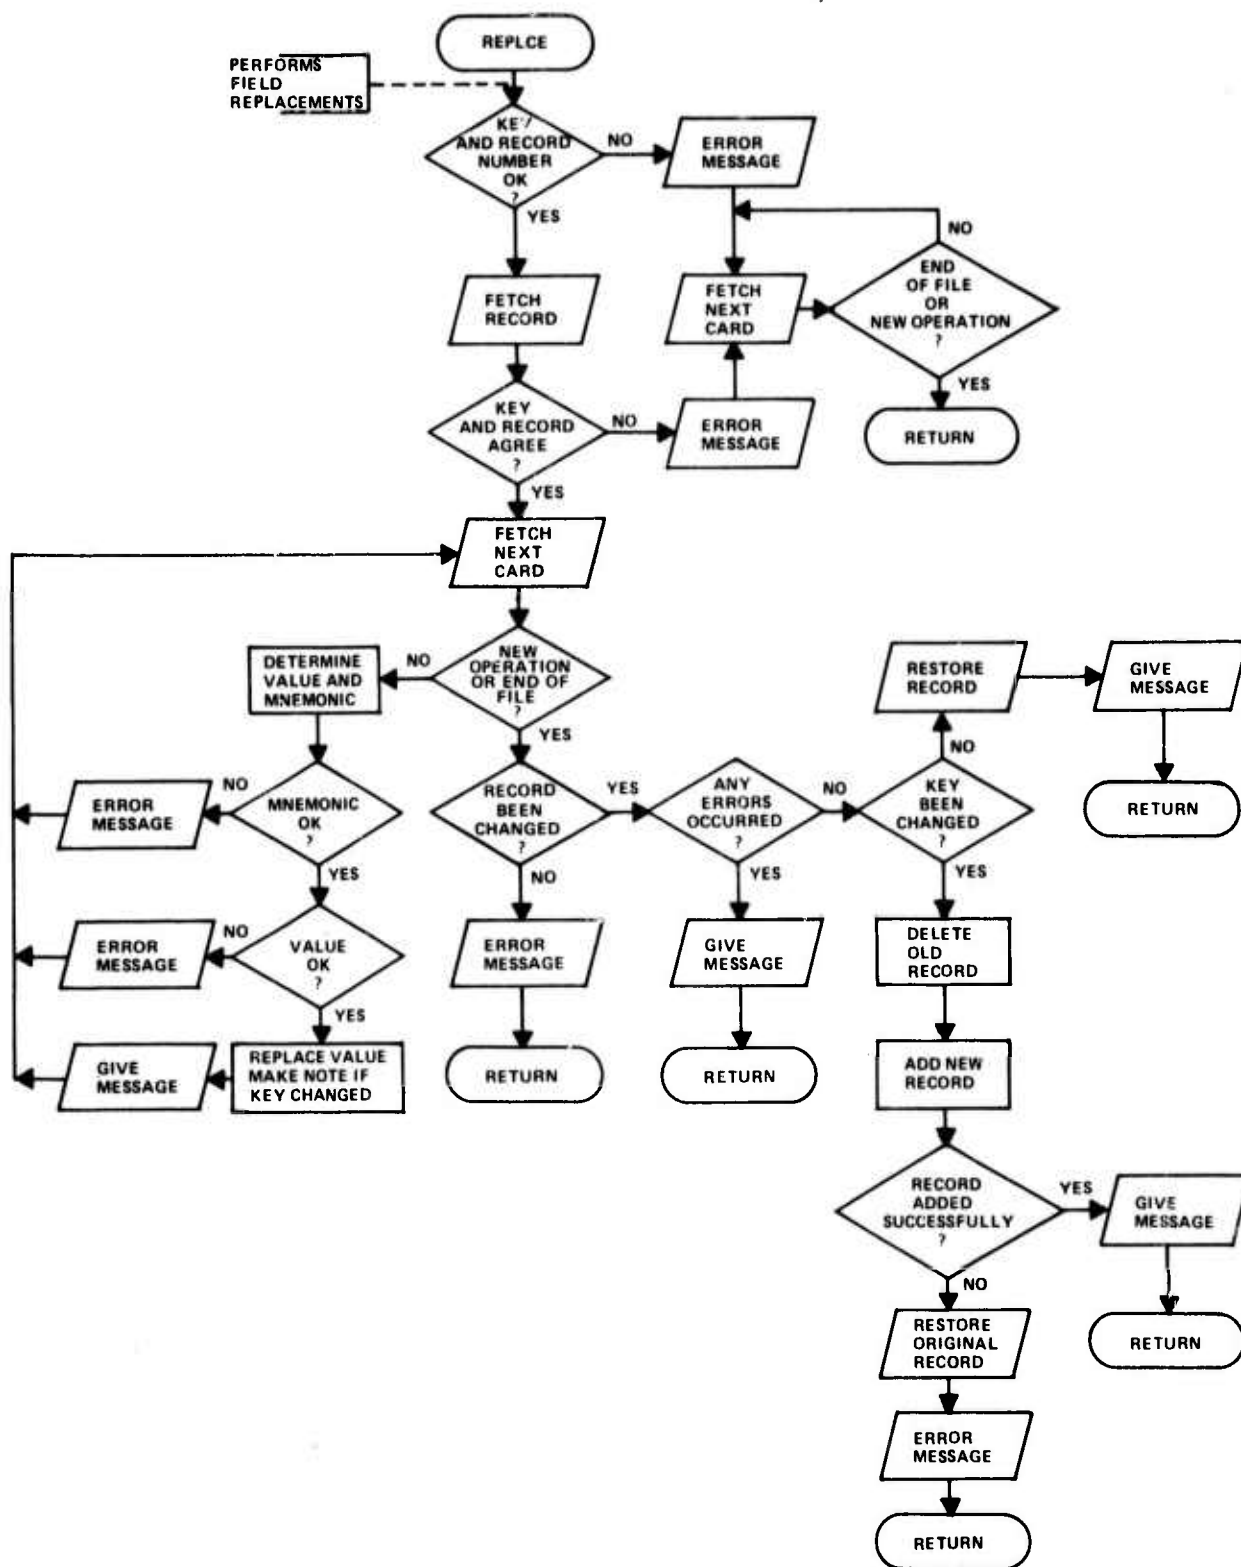 REPLCE
PERFORMS
FIELD
REPLACEMENTS
KE'/
AND RECORD
NUMBER
OK
?
NO
ERROR
MESSAGE
YES
NO
FETCH
RECORD
FETCH
NEXT
CARD
END
OF FILE
OR
NEW OPERATION
?
YES
KEY
AND RECORD
AGREE
?
NO
ERROR
MESSAGE
RETURN
YES
FETCH
NEXT
CARD
DETERMINE
VALUE AND
MNEMONIC
NO
NEW
OPERATION
OR END OF
FILE
?
YES
RESTORE
RECORD
GIVE
MESSAGE
NO
RETURN
ERROR
MESSAGE
NO
MNEMONIC
OK
?
YES
RECORD
BEEN
CHANGED
?
YES
NO
ANY
ERRORS
OCCURRED
?
NO
YES
KEY
BEEN
CHANGED
?
YES
ERROR
MESSAGE
NO
VALUE
OK
?
YES
ERROR
MESSAGE
GIVE
MESSAGE
DELETE
OLD
RECORD
GIVE
MESSAGE
REPLACE VALUE
MAKE NOTE IF
KEY CHANGED
RETURN
RETURN
ADD NEW
RECORD
RECORD
ADDED
SUCCESSFULLY
?
YES
GIVE
MESSAGE
NO
RETURN
RESTORE
ORIGINAL
RECORD
ERROR
MESSAGE
RETURN